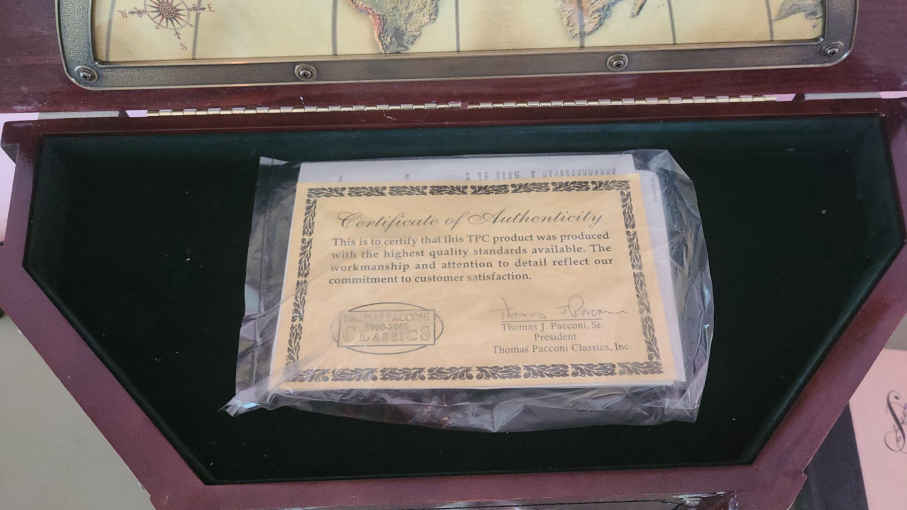 Certificate of Authenticity
This is to certify that this TPC product was produced
with the highest quality standards available. The
workmanship and attention to detail reflect our
commitment to customer satisfaction.
THOMAS PACCONI
CLASSICS
Thomas J. Pacconi, Sr.
President
Thomas Pacconi Classics, Inc